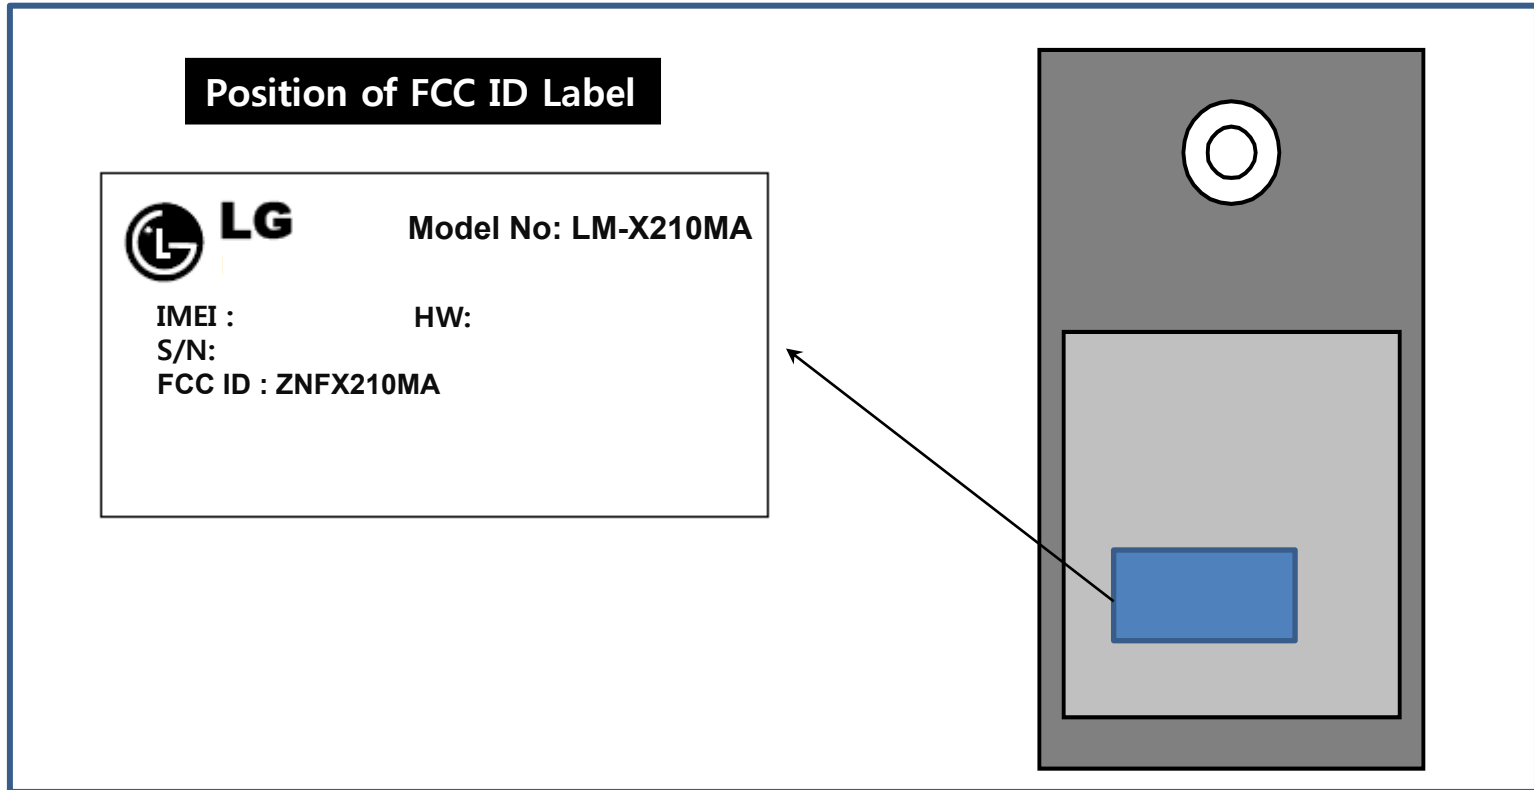 Position of FCC ID Label
LG
Model No: LM-X210MA
IMEI :
HW:
S/N:
FCC ID : ZNFX210MA